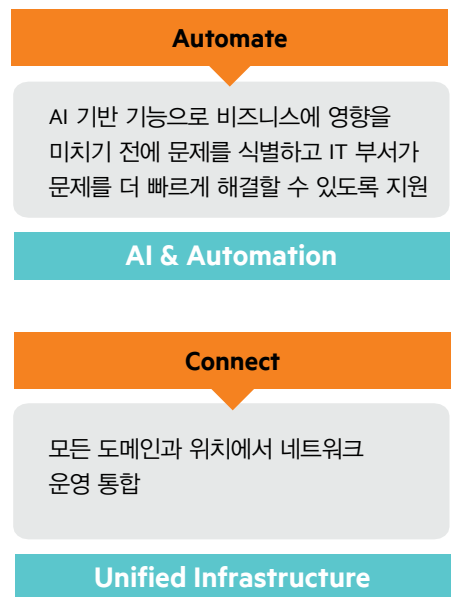 Automate
AI 기반 기능으로 비즈니스에 영향을
미치기 전에 문제를 식별하고 IT 부서가
문제를 더 빠르게 해결할 수 있도록 지원
AI & Automation
Connect
모든 도메인과 위치에서 네트워크
운영 통합
Unified Infrastructure